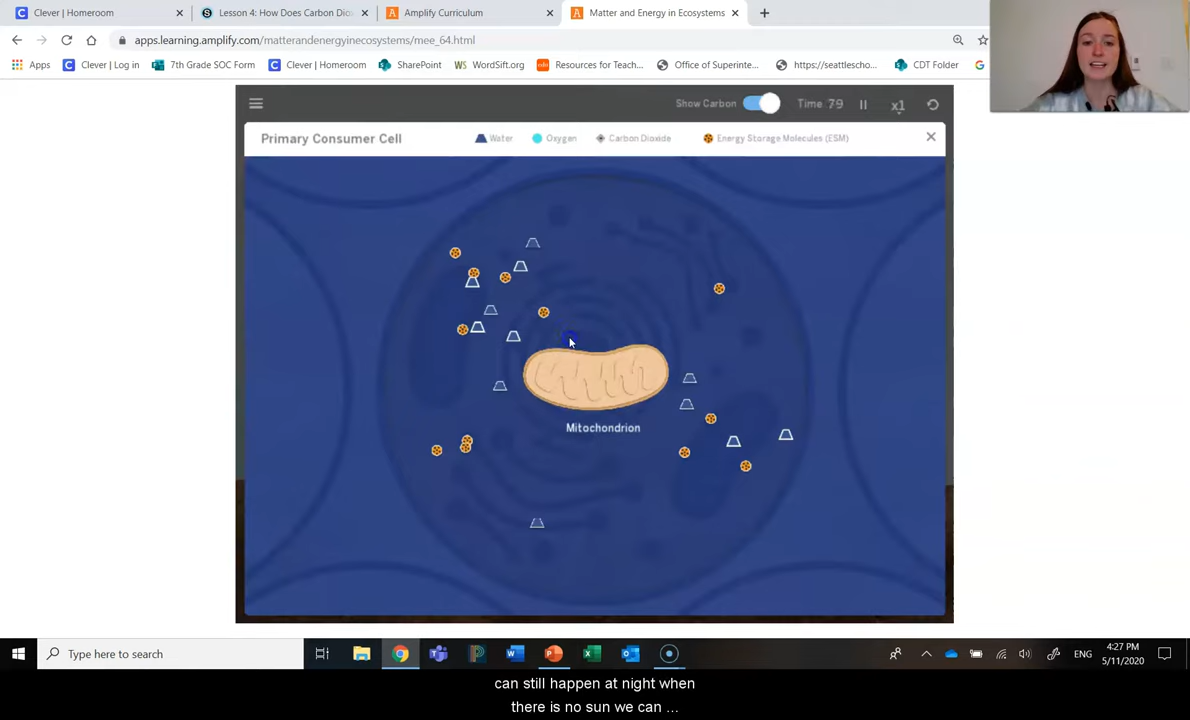 Clever | Homeroom
Lesson 4: How Does Carbon Dio
Amplify Curriculum
Matter and Energy in Ecosystems
apps.learning.amplify.com/matterandenergyinecosystems/mee_64.html
Apps
Clever | Log in
7th Grade SOC Form
Clever | Homeroom
SharePoint
WordSift.org
Resources for Teach...
Office of Superinte...
https://seattlescho...
CDT Folder
Show Carbon
Time 79
x1
Primary Consumer Cell
Water
Oxygen
Carbon Dioxide
Energy Storage Molecules (ESM)
Mitochondrion
Type here to search
ENG
4:27 PM
5/11/2020
can still happen at night when
there is no sun we can ...